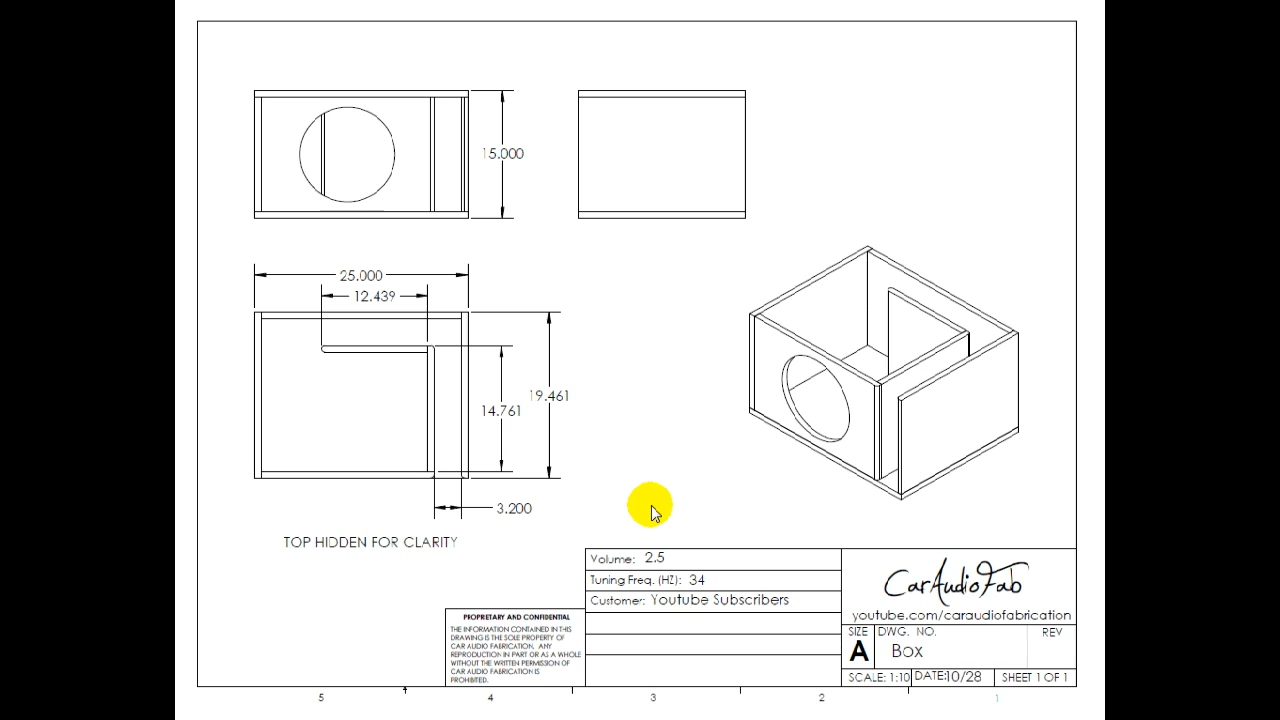 15.000
25.000
12.439
19.461
14.761
3.200
TOP HIDDEN FOR CLARITY
Volume: 2.5
Tuning Freq. (HZ): 34
Customer: Youtube Subscribers
CarAudioFab
youtube.com/caraudiofabrication
PROPRETARY AND CONFIDENTIAL
THE INFORMATION CONTAINED IN THIS
DRAWING IS THE SOLE PROPERTY OF
CAR AUDIO FABRICATION. ANY
REPRODUCTION IN PART OR AS A WHOLE
WITHOUT THE WRITTEN PERMISSION OF
CAR AUDIO FABRICATION IS
PROHIBITED.
SIZE DWG. NO. REV
A Box
SCALE: 1:10 DATE:10/28 SHEET 1 OF 1
5 4 3 2 1